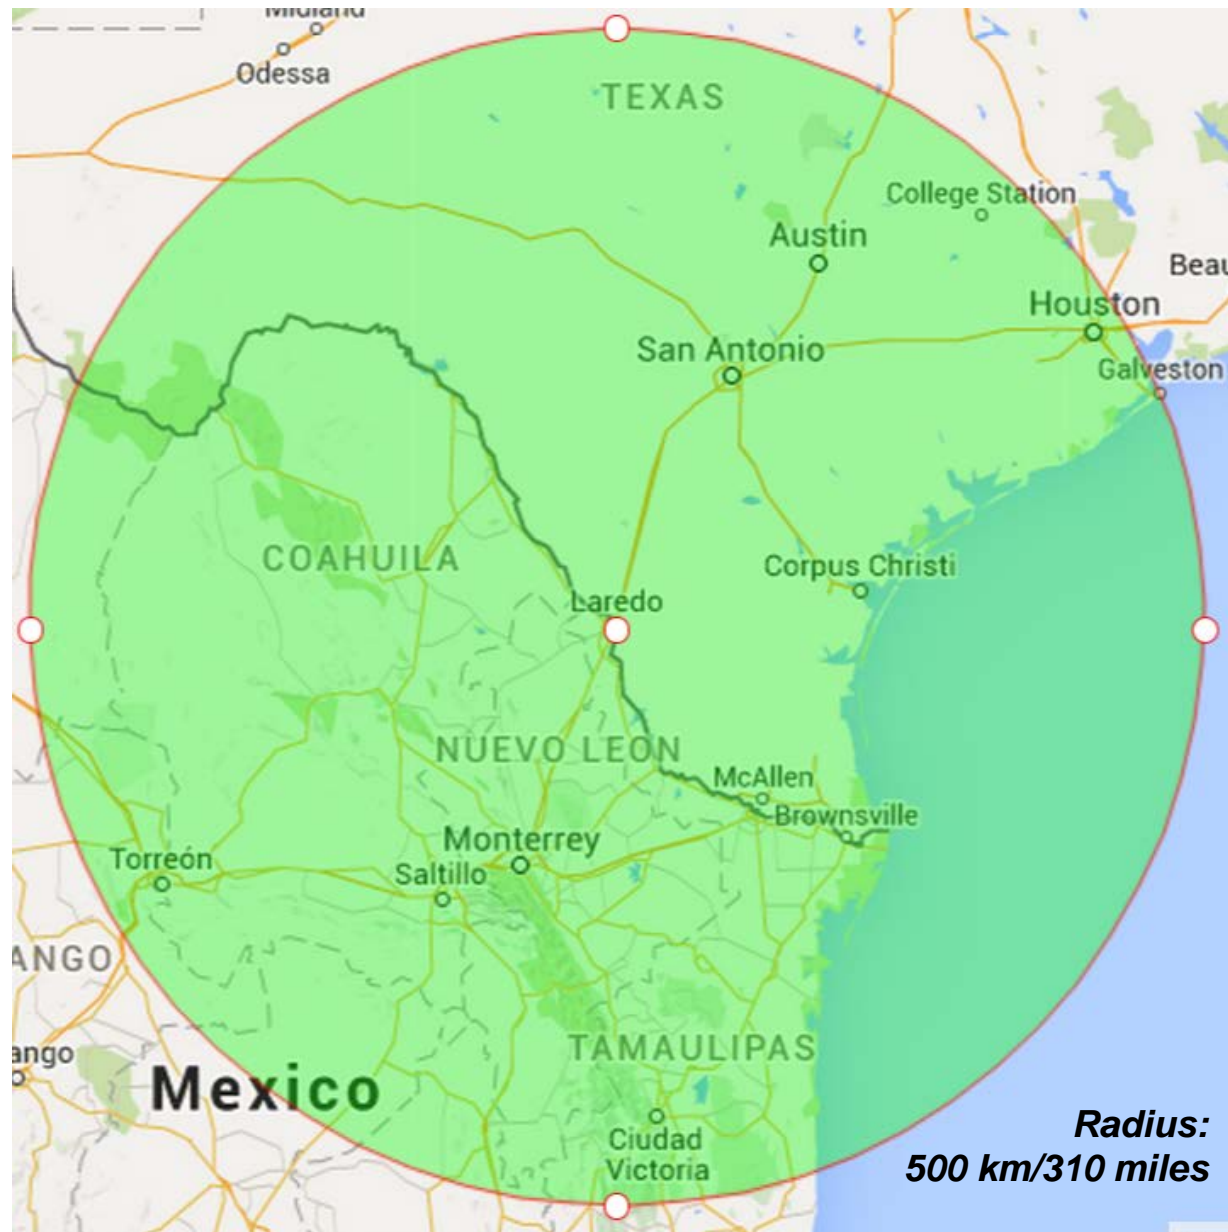 Midland
Odessa
TEXAS
College Station
Austin
Beau
Houston
San Antonio
Galveston
COAHUILA
Corpus Christi
Laredo
NUEVO LEON
McAllen
Brownsville
Monterrey
Torreón
Saltillo
ANGO
TAMAULIPAS
ango
Mexico
Radius:
500 km/310 miles
Ciudad
Victoria